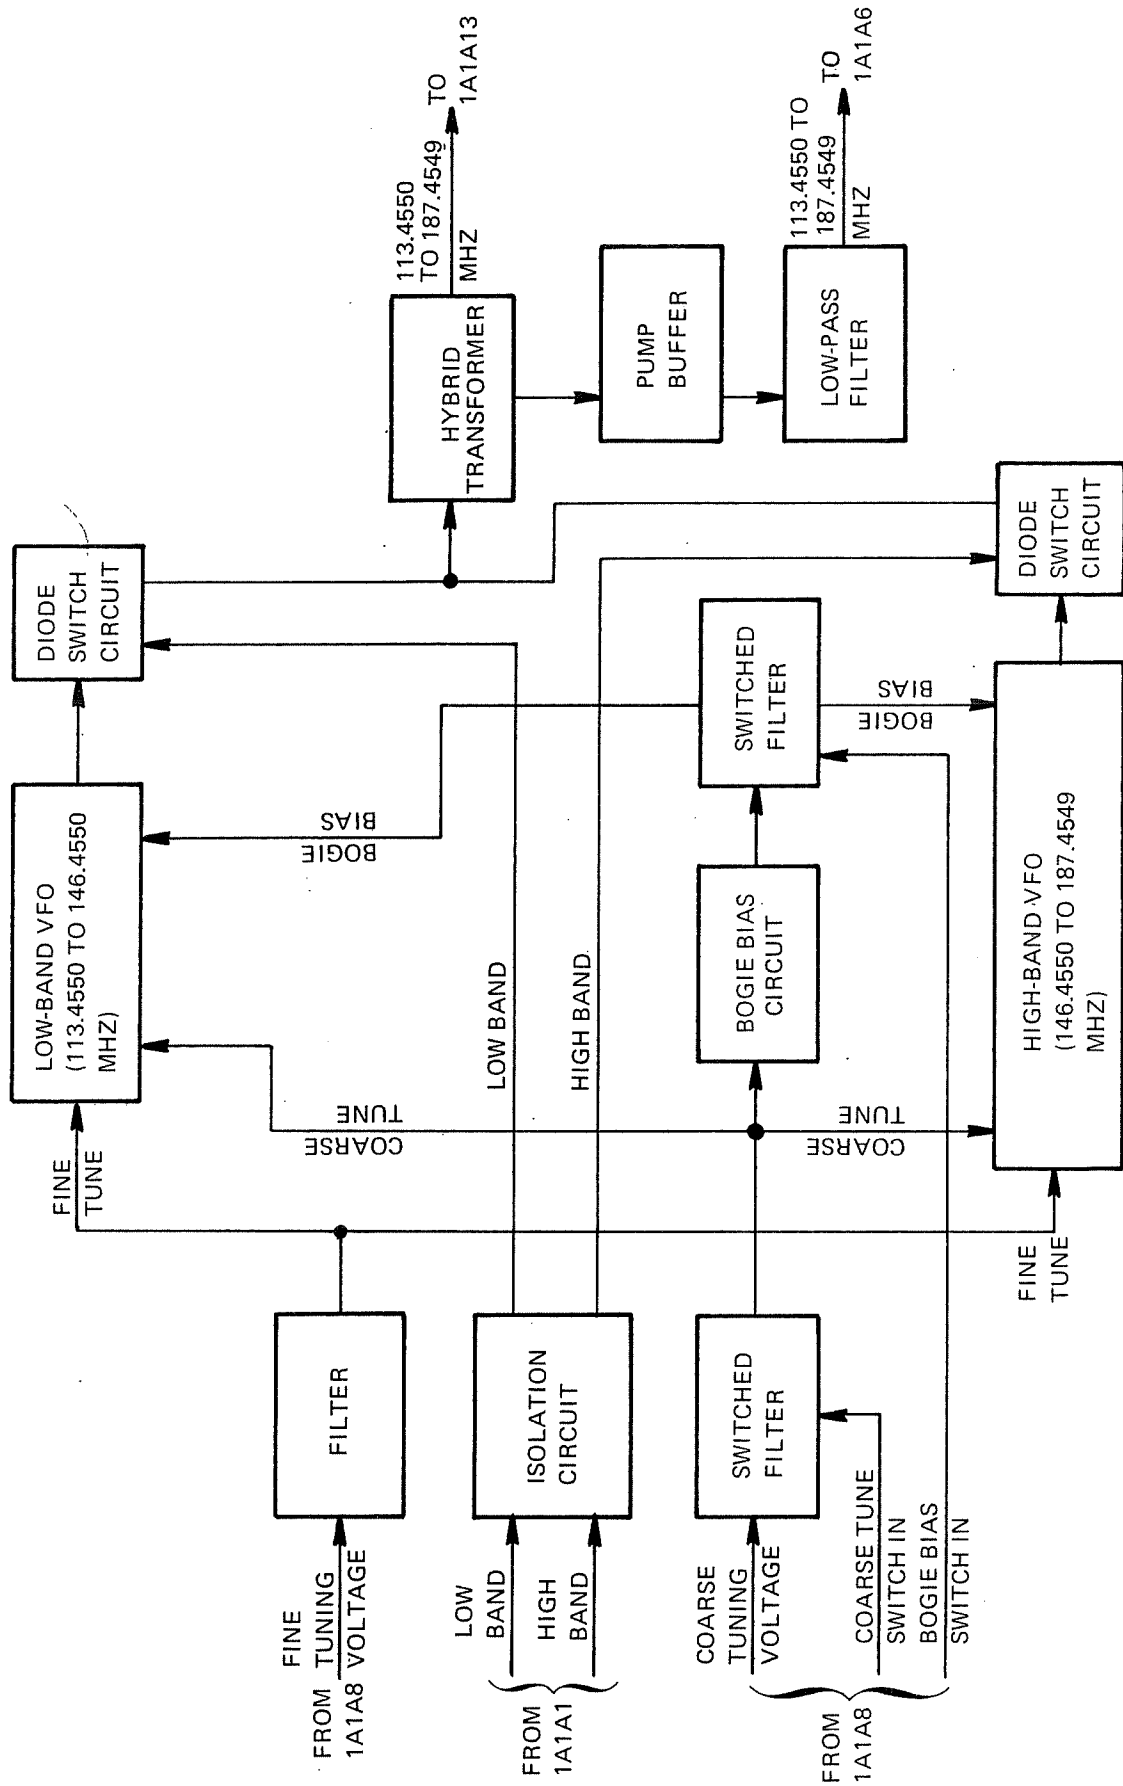 FINE
FROM TUNING
1A1A8 VOLTAGE
FILTER
FINE
TUNE
LOW-BAND VFO
(113.4550 TO 146.4550
MHZ)
DIODE
SWITCH
CIRCUIT
COARSE
TUNE
BOGIE
BIAS
113.4550
TO 187.4549
MHZ
TO
1A1A13
HYBRID
TRANSFORMER
LOW
BAND
HIGH
BAND
FROM
1A1A1
ISOLATION
CIRCUIT
LOW BAND
HIGH BAND
PUMP
BUFFER
COARSE
TUNING
VOLTAGE
SWITCHED
FILTER
BOGIE BIAS
CIRCUIT
SWITCHED
FILTER
LOW-PASS
FILTER
113.4550 TO
187.4549
MHZ
TO
1A1A6
FROM
1A1A8
COARSE TUNE
SWITCH IN
BOGIE BIAS
SWITCH IN
COARSE
TUNE
BOGIE
BIAS
FINE
TUNE
HIGH-BAND VFO
(146.4550 TO 187.4549
MHZ)
DIODE
SWITCH
CIRCUIT